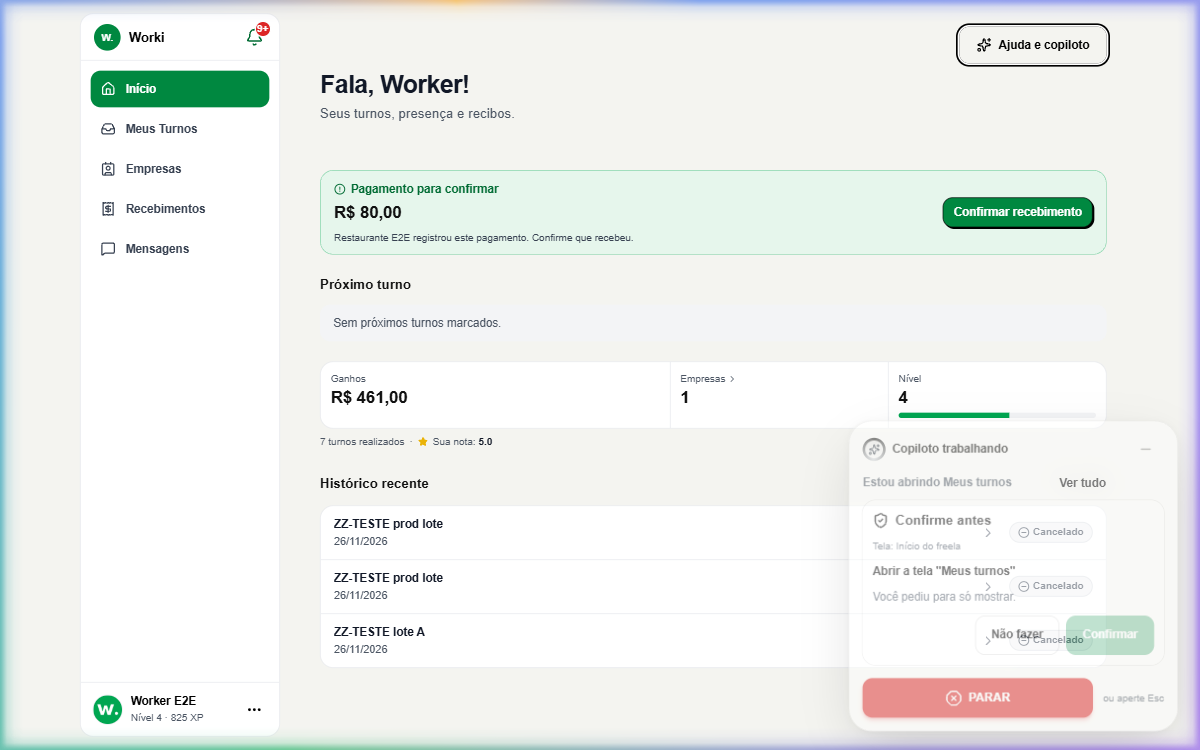 W. Worki 9+
Ajuda e copiloto
Início
Meus Turnos
Empresas
Recebimentos
Mensagens
Fala, Worker!
Seus turnos, presença e recibos.
Pagamento para confirmar
R$ 80,00
Restaurante E2E registrou este pagamento. Confirme que recebeu.
Confirmar recebimento
Próximo turno
Sem próximos turnos marcados.
Ganhos
R$ 461,00
Empresas
1
Nível
4
7 turnos realizados · Sua nota: 5.0
Histórico recente
Ver tudo
ZZ-TESTE prod lote
26/11/2026
Cancelado
ZZ-TESTE prod lote
26/11/2026
Cancelado
ZZ-TESTE lote A
26/11/2026
Cancelado
Copiloto trabalhando
Estou abrindo Meus turnos
Confirme antes
Tela: Início do freela
Abrir a tela "Meus turnos"
Você pediu para só mostrar.
Não fazer
Confirmar
PARAR
ou aperte Esc
W. Worker E2E
Nível 4 · 825 XP